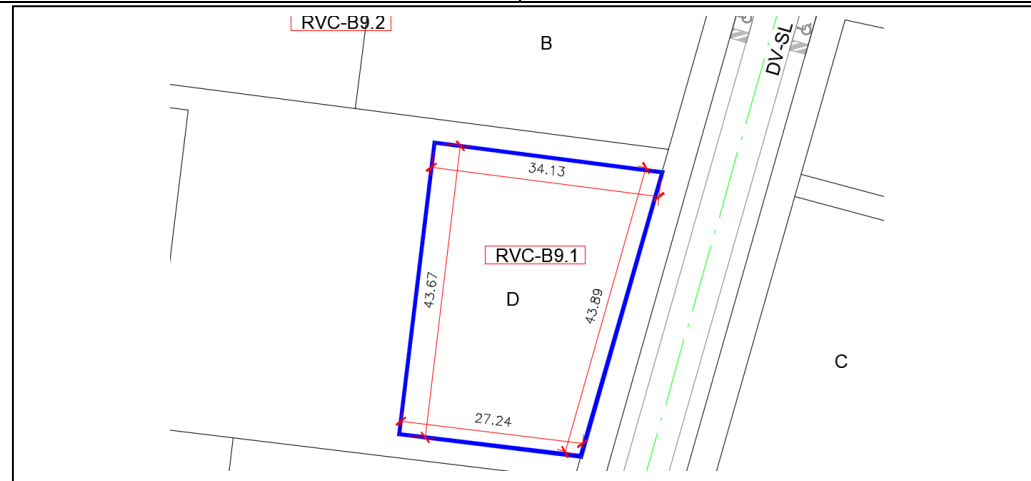 RVC-B9.2
B
DV-SL
34.13
RVC-B9.1
D
43.67
43.89
C
27.24